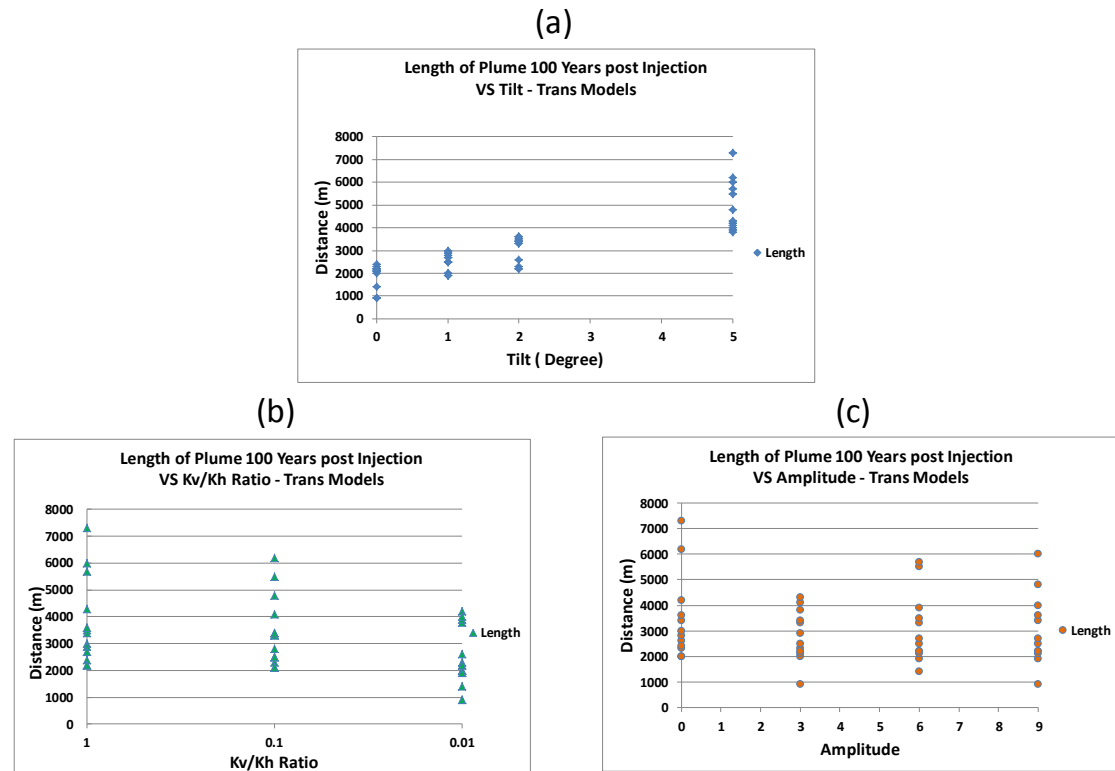 (a)
Length of Plume 100 Years post Injection
VS Tilt - Trans Models
8000
7000
6000
5000
4000
3000
2000
1000
0
Distance (m)
0 1 2 3 4 5
Tilt ( Degree)
Length
(b)
Length of Plume 100 Years post Injection
VS Kv/Kh Ratio - Trans Models
8000
7000
6000
5000
4000
3000
2000
1000
0
Distance (m)
1 0.1 0.01
Kv/Kh Ratio
Length
(c)
Length of Plume 100 Years post Injection
VS Amplitude - Trans Models
8000
7000
6000
5000
4000
3000
2000
1000
0
Distance (m)
0 1 2 3 4 5 6 7 8 9
Amplitude
Length